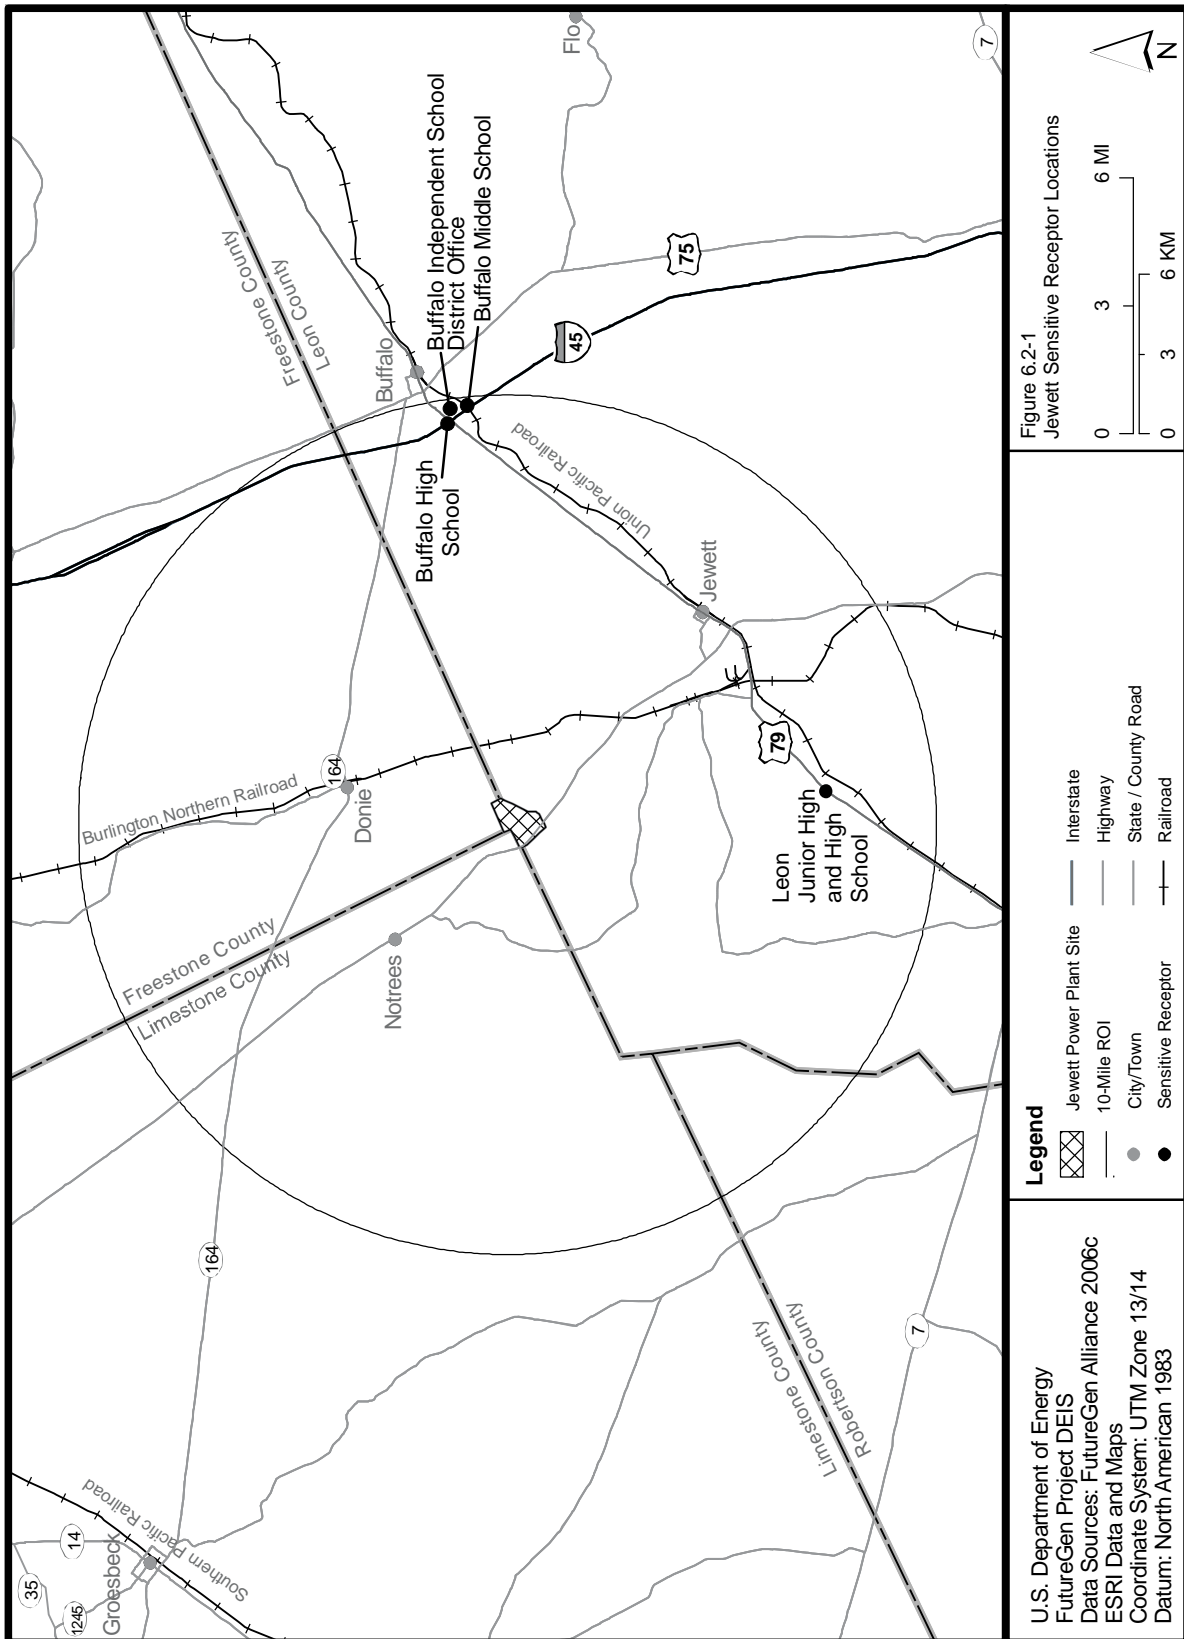 Groesbeck
35
14
1245
Southern Pacific Railroad
164
Freestone County
Limestone County
Burlington Northern Railroad
164
Donie
Notrees
Freestone County
Leon County
Flo
7
Buffalo
Buffalo Independent School
District Office
Buffalo Middle School
Buffalo High
School
75
45
Union Pacific Railroad
Jewett
79
Leon
Junior High
and High
School
Limestone County
Robertson County
7
U.S. Department of Energy
FutureGen Project DEIS
Data Sources: FutureGen Alliance 2006c
ESRI Data and Maps
Coordinate System: UTM Zone 13/14
Datum: North American 1983
Legend
Jewett Power Plant Site
10-Mile ROI
City/Town
Sensitive Receptor
Interstate
Highway
State / County Road
Railroad
Figure 6.2-1
Jewett Sensitive Receptor Locations
0 3 6 MI
0 3 6 KM
N